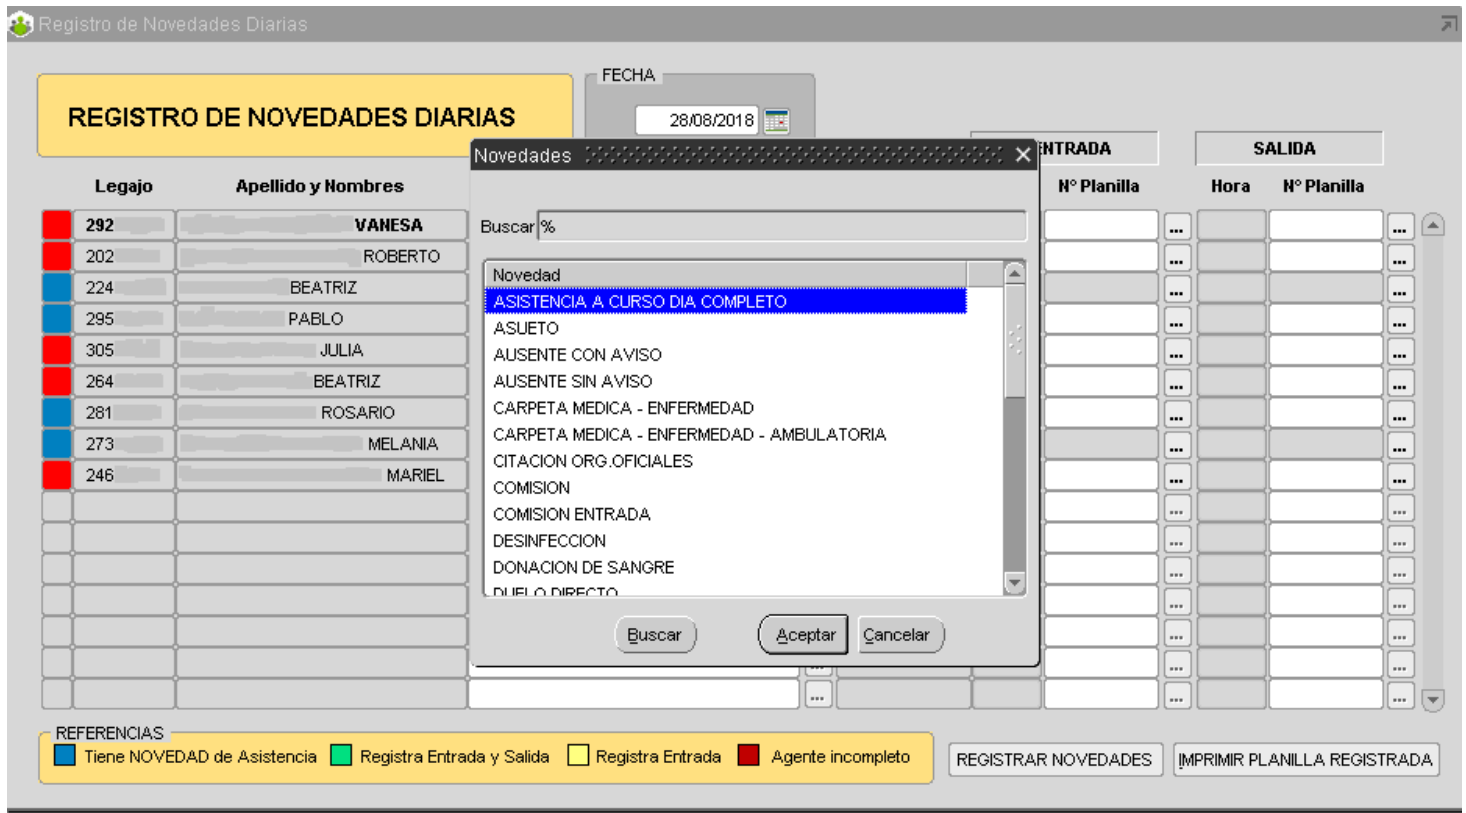 Registro de Novedades Diarias
FECHA
REGISTRO DE NOVEDADES DIARIAS
28/08/2018
Novedades
SALIDA
Legajo Apellido y Nombres
Nº Planilla Hora Nº Planilla
Buscar %
292 VANESA
202 ROBERTO
224 BEATRIZ
295 PABLO
305 JULIA
264 BEATRIZ
281 ROSARIO
273 MELANIA
246 MARIEL
Novedad
ASISTENCIA A CURSO DIA COMPLETO
ASUETO
AUSENTE CON AVISO
AUSENTE SIN AVISO
CARPETA MEDICA - ENFERMEDAD
CARPETA MEDICA - ENFERMEDAD - AMBULATORIA
CITACION ORG.OFICIALES
COMISION
COMISION ENTRADA
DESINFECCION
DONACION DE SANGRE
DUELO DIRECTO
Buscar Aceptar Cancelar
REFERENCIAS
Tiene NOVEDAD de Asistencia Registra Entrada y Salida Registra Entrada Agente incompleto
REGISTRAR NOVEDADES IMPRIMIR PLANILLA REGISTRADA